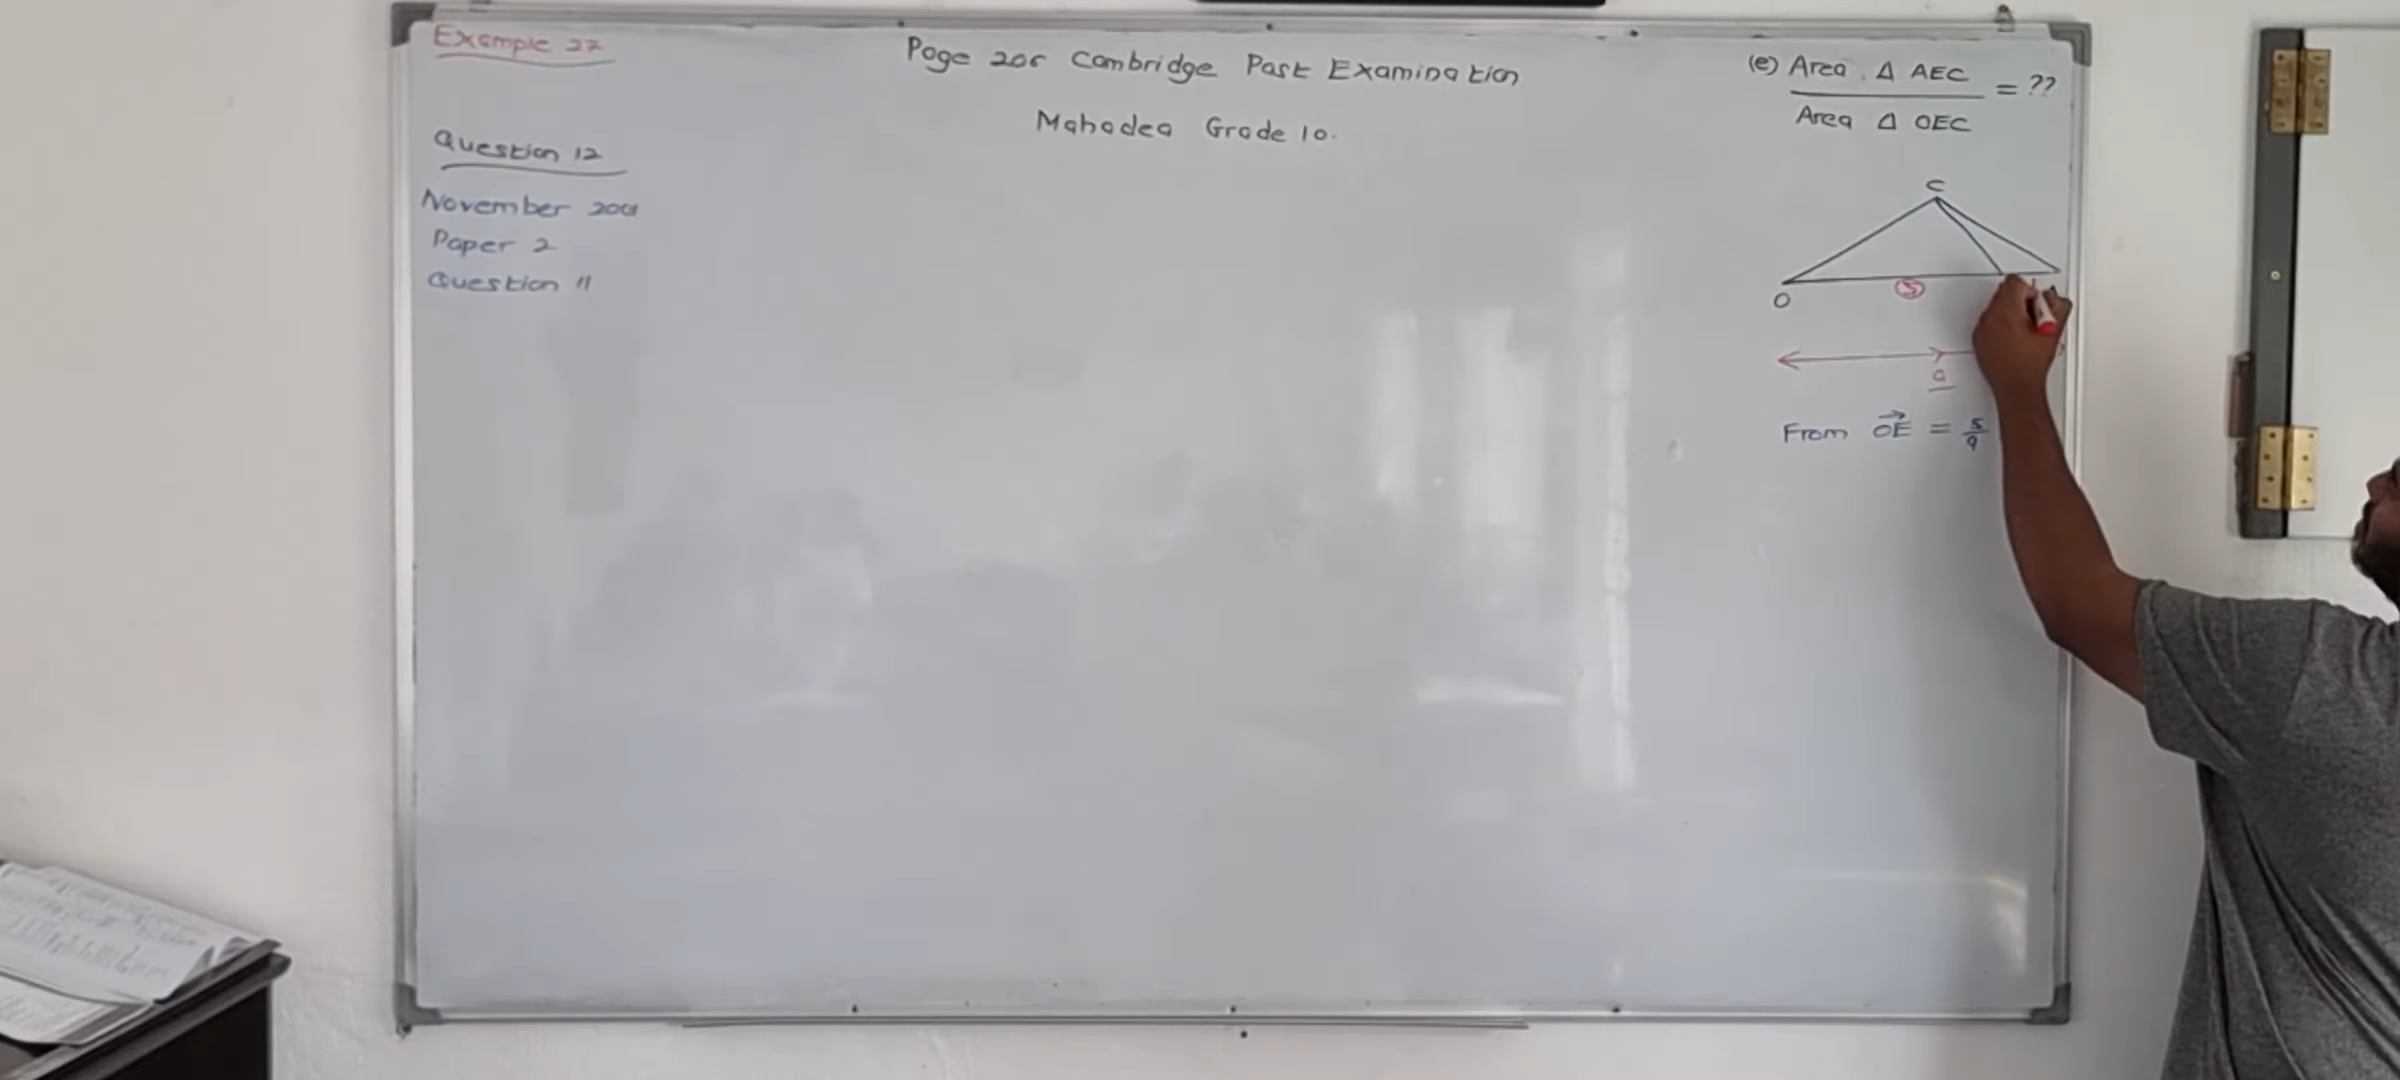 Example 27
Question 12
November 2001
Paper 2
Question 11
Page 206 Cambridge Past Examination
Mahadea Grade 10.
(e) Area Δ AEC
= ??
Area Δ OEC
C
O
5
a
From OE = 5/9